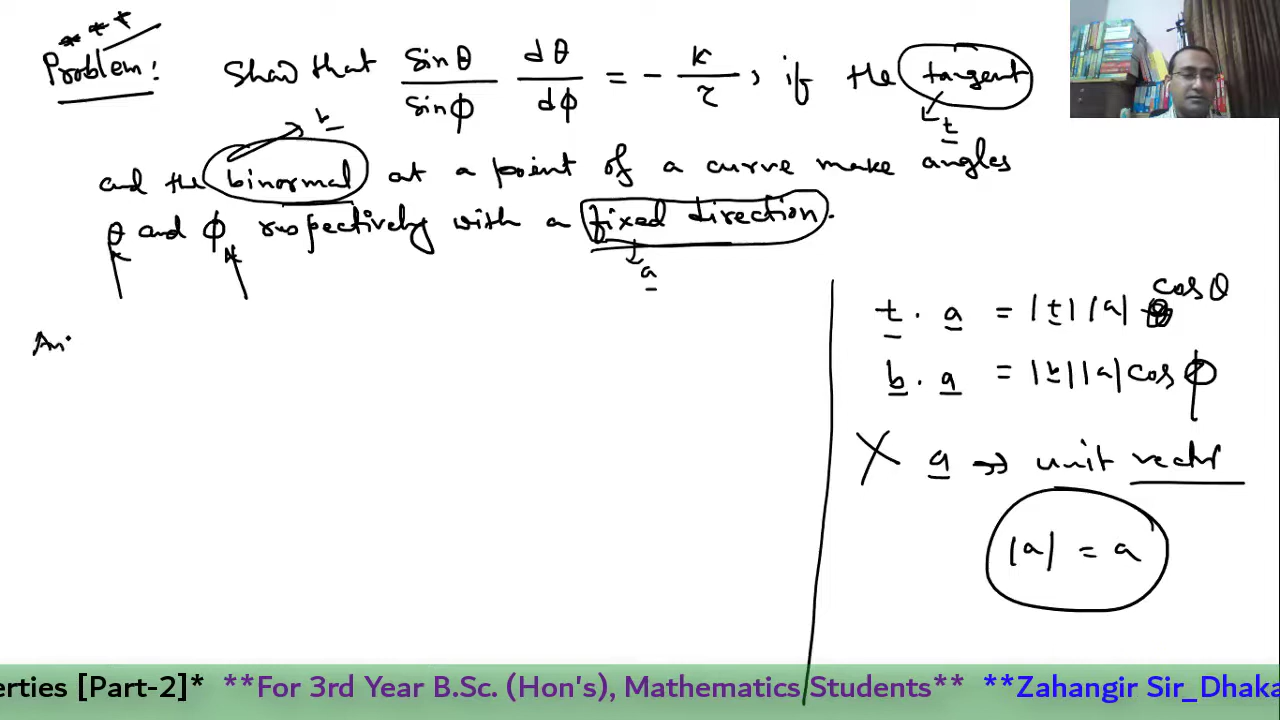 Problem: Show that sinθ/sinϕ dθ/dϕ = - κ/τ, if the tangent
t
b
and the binormal at a point of a curve make angles
θ and ϕ respectively with a fixed direction.
a
Ans
t . a = |t| |a| cos θ
b . a = |b| |a| cos ϕ
a → unit vector
|a| = a
erties [Part-2]* **For 3rd Year B.Sc. (Hon's), Mathematics Students** **Zahangir Sir_Dhaka